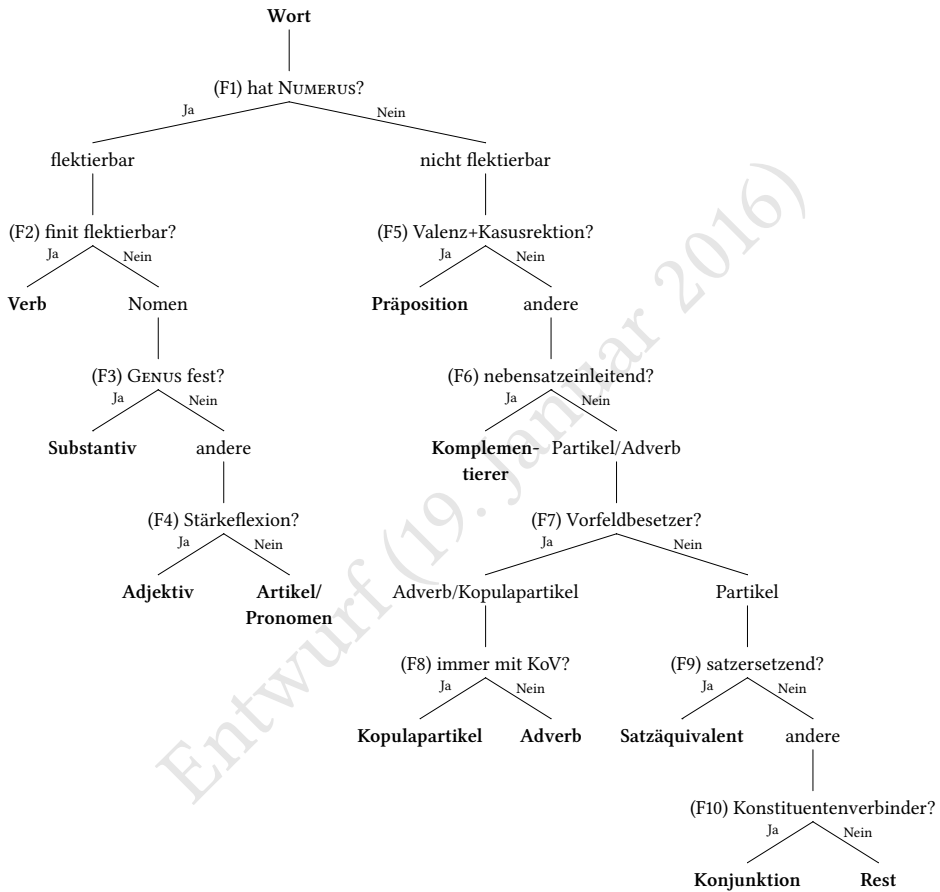 Wort
(F1) hat Numerus?
Ja Nein
flektierbar nicht flektierbar
(F2) finit flektierbar? (F5) Valenz+Kasusrektion?
Ja Nein Ja Nein
Verb Nomen Präposition andere
(F3) Genus fest? (F6) nebensatzeinleitend?
Ja Nein Ja Nein
Substantiv andere Komplemen- Partikel/Adverb
tierer
(F4) Stärkeflexion? (F7) Vorfeldbesetzer?
Ja Nein Ja Nein
Adjektiv Artikel/ Adverb/Kopulapartikel Partikel
Pronomen
(F8) immer mit KoV? (F9) satzersetzend?
Ja Nein Ja Nein
Kopulapartikel Adverb Satzäquivalent andere
(F10) Konstituentenverbinder?
Ja Nein
Konjunktion Rest
Entwurf (19. Januar 2016)